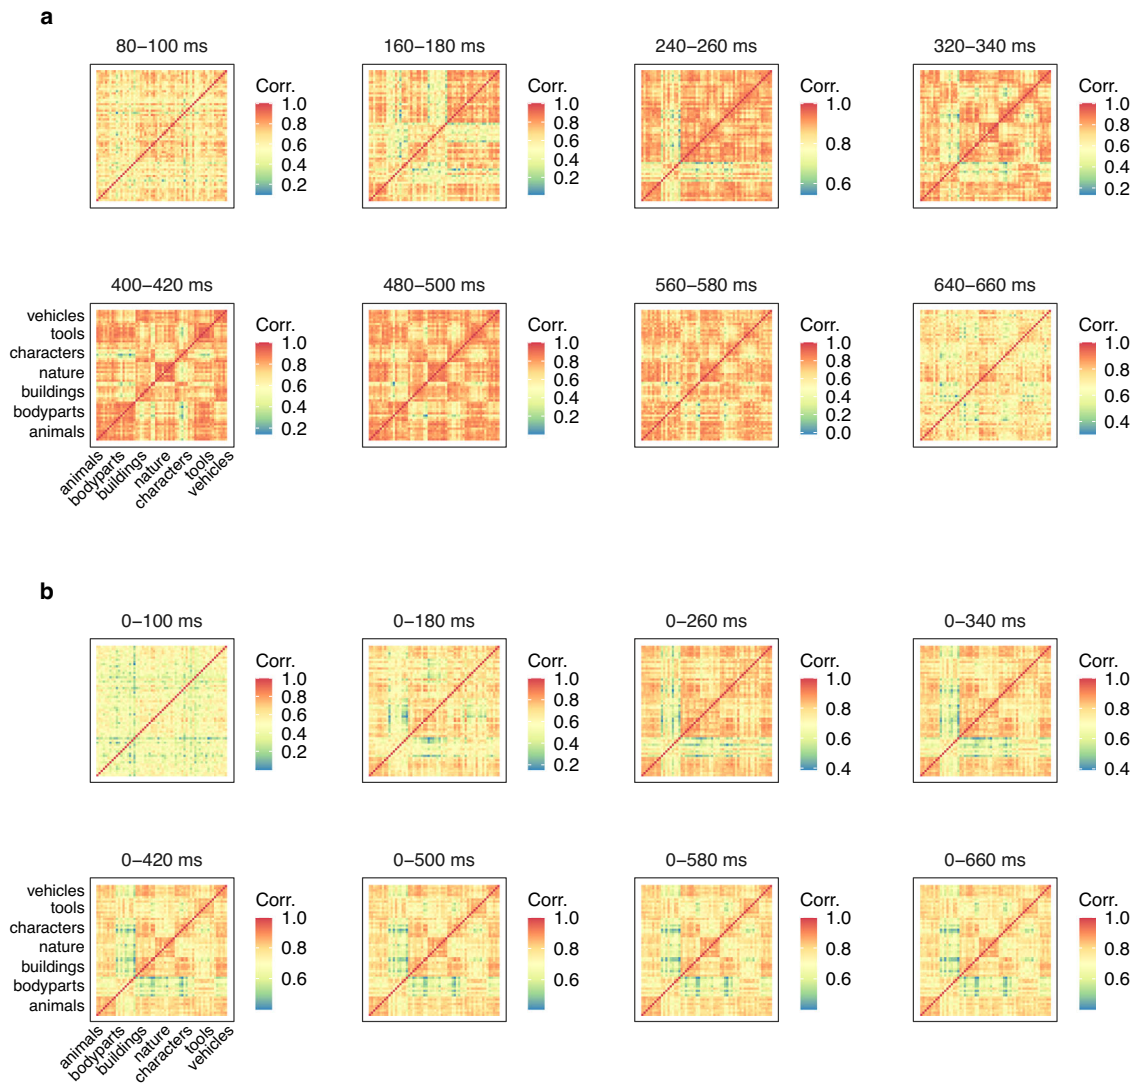 a
80–100 ms
160–180 ms
240–260 ms
320–340 ms
Corr.
1.0
0.8
0.6
0.4
0.2
Corr.
1.0
0.8
0.6
0.4
0.2
Corr.
1.0
0.8
0.6
Corr.
1.0
0.8
0.6
0.4
0.2
400–420 ms
480–500 ms
560–580 ms
640–660 ms
vehicles
tools
characters
nature
buildings
bodyparts
animals
animals
bodyparts
buildings
nature
characters
tools
vehicles
Corr.
1.0
0.8
0.6
0.4
0.2
Corr.
1.0
0.8
0.6
0.4
0.2
Corr.
1.0
0.8
0.6
0.4
0.2
0.0
Corr.
1.0
0.8
0.6
0.4
b
0–100 ms
0–180 ms
0–260 ms
0–340 ms
Corr.
1.0
0.8
0.6
0.4
0.2
Corr.
1.0
0.8
0.6
0.4
0.2
Corr.
1.0
0.8
0.6
0.4
Corr.
1.0
0.8
0.6
0.4
0–420 ms
0–500 ms
0–580 ms
0–660 ms
vehicles
tools
characters
nature
buildings
bodyparts
animals
animals
bodyparts
buildings
nature
characters
tools
vehicles
Corr.
1.0
0.8
0.6
Corr.
1.0
0.8
0.6
Corr.
1.0
0.8
0.6
Corr.
1.0
0.8
0.6